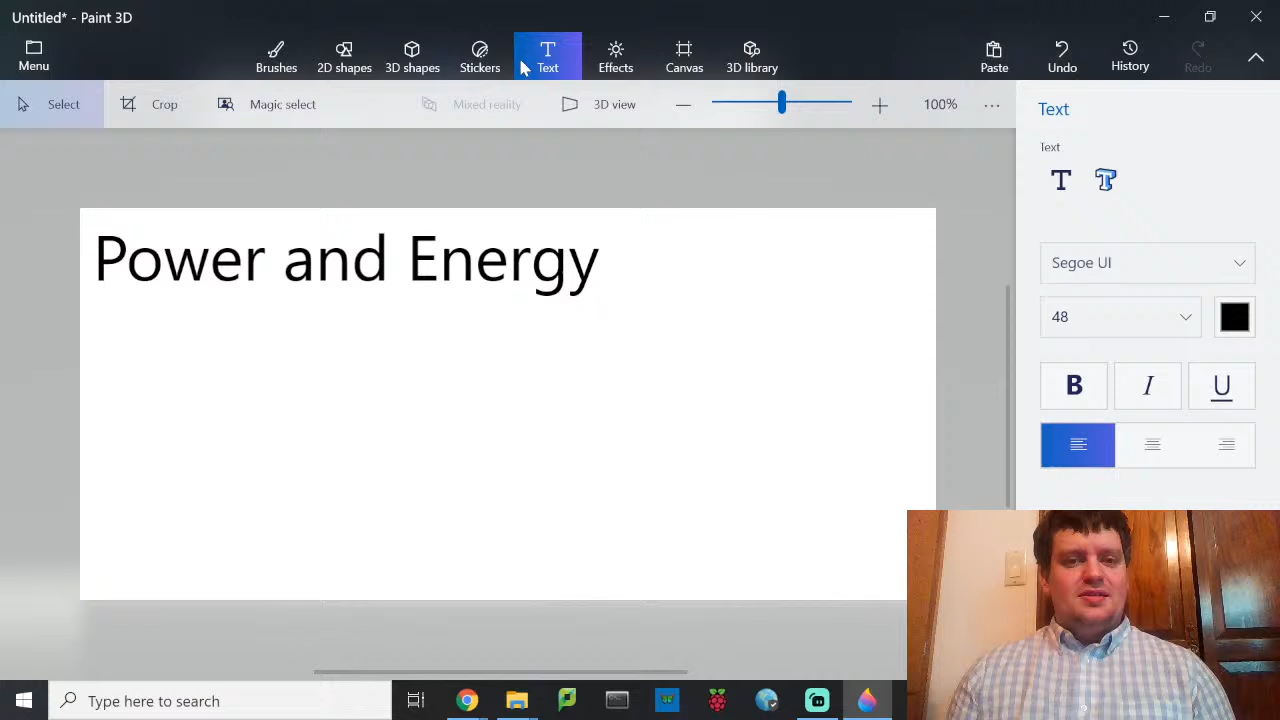 Untitled* - Paint 3D
Menu
Brushes
2D shapes
3D shapes
Stickers
Text
Effects
Canvas
3D library
Paste
Undo
History
Redo
Select
Crop
Magic select
Mixed reality
3D view
100%
Text
Text
Segoe UI
48
B I U
Power and Energy
Type here to search